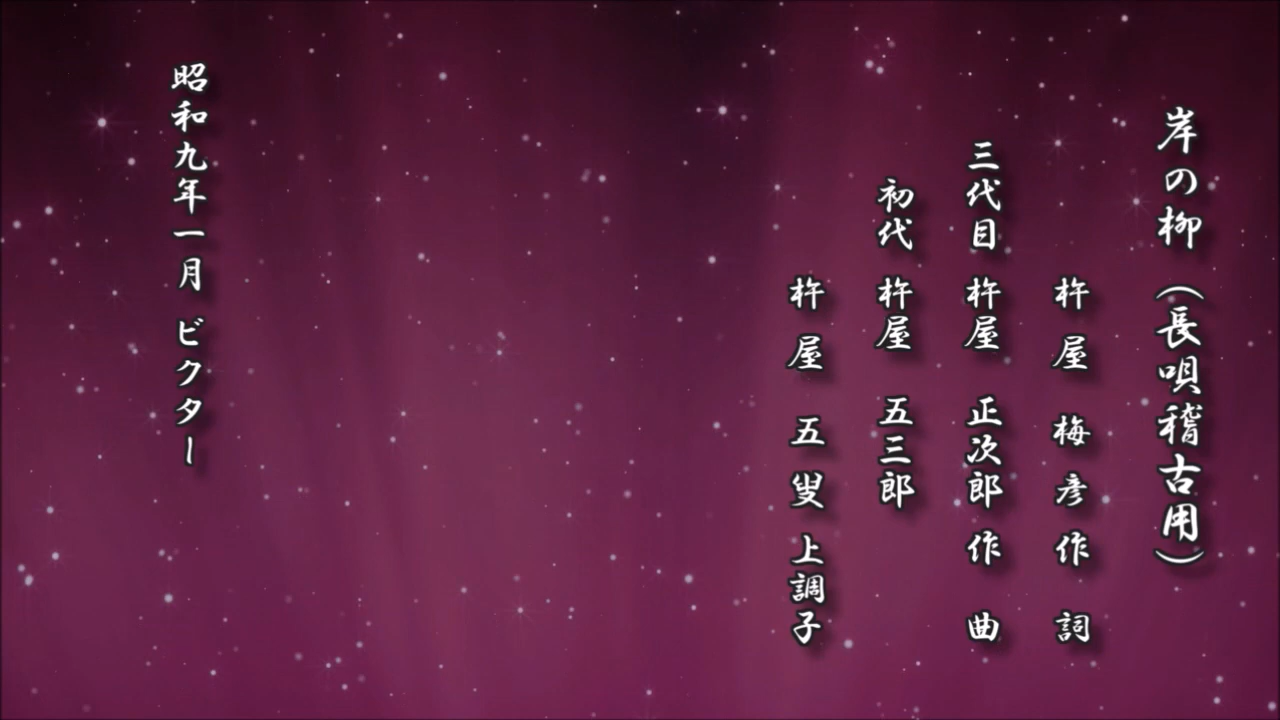 岸の柳（長唄稽古用）
杵屋 梅彦 作詞
三代目 杵屋 正次郎 作曲
初代 杵屋 五三郎
杵屋 五叟 上調子
昭和九年一月 ビクター